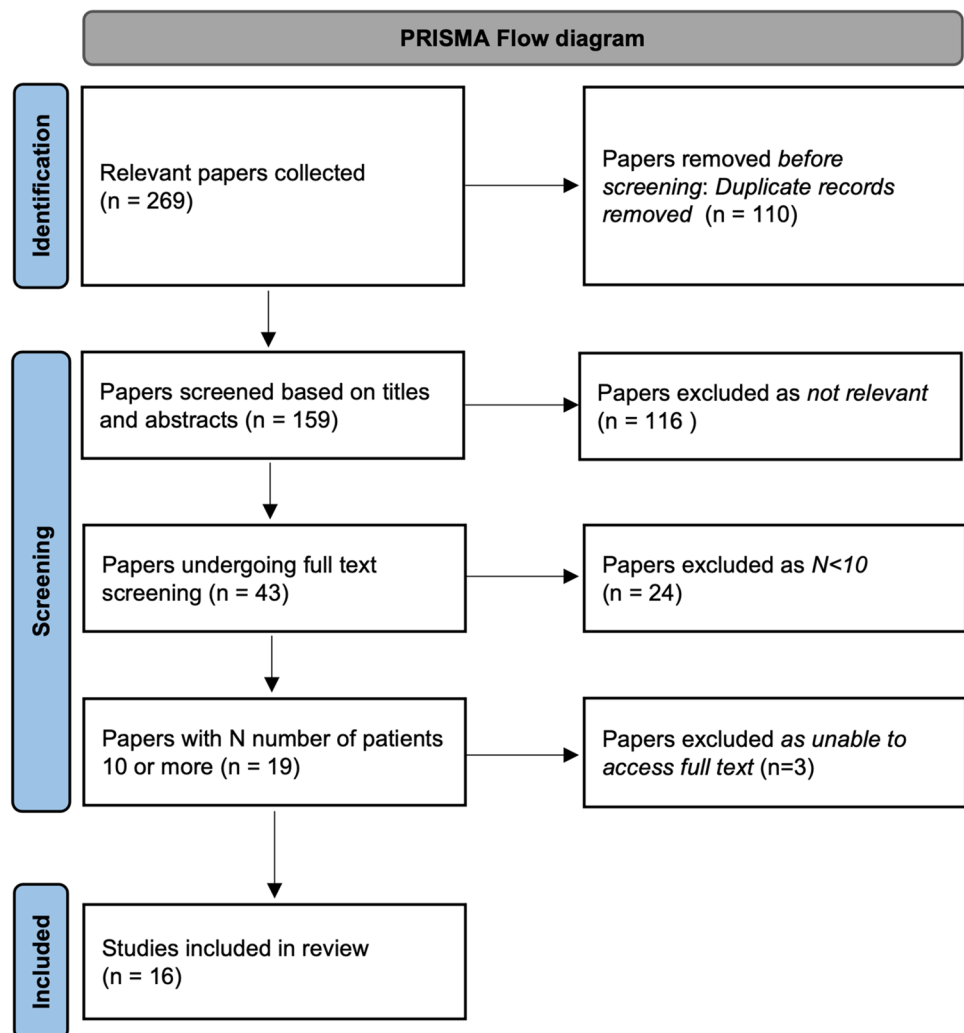 PRISMA Flow diagram
Identification
Relevant papers collected
(n = 269)
Papers removed before
screening: Duplicate records
removed (n = 110)
Screening
Papers screened based on titles
and abstracts (n = 159)
Papers excluded as not relevant
(n = 116 )
Papers undergoing full text
screening (n = 43)
Papers excluded as N<10
(n = 24)
Papers with N number of patients
10 or more (n = 19)
Papers excluded as unable to
access full text (n=3)
Included
Studies included in review
(n = 16)